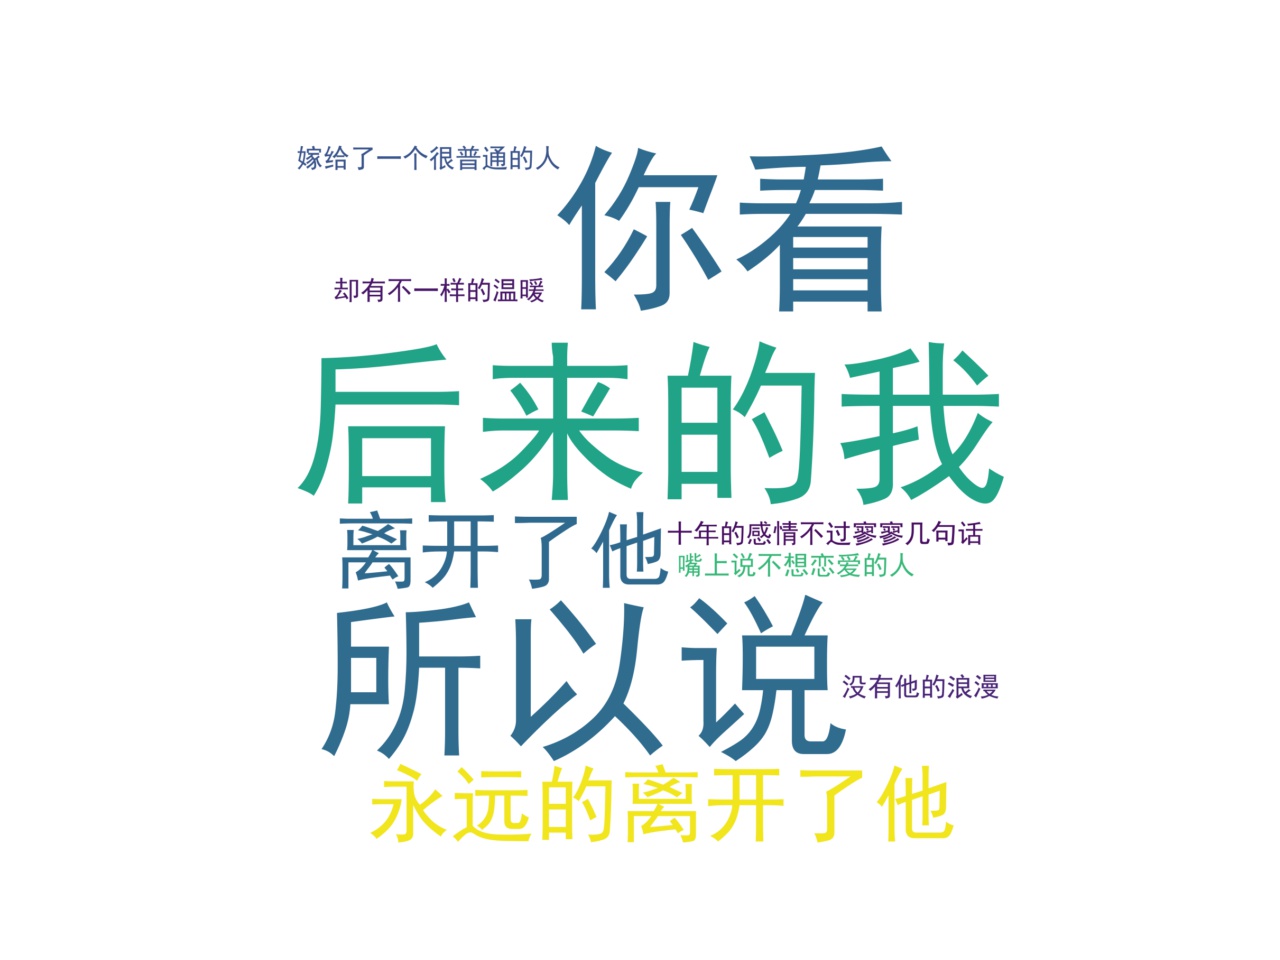 嫁给了一个很普通的人
你看
却有不一样的温暖
后来的我
离开了他
十年的感情不过寥寥几句话
嘴上说不想恋爱的人
所以说
没有他的浪漫
永远的离开了他